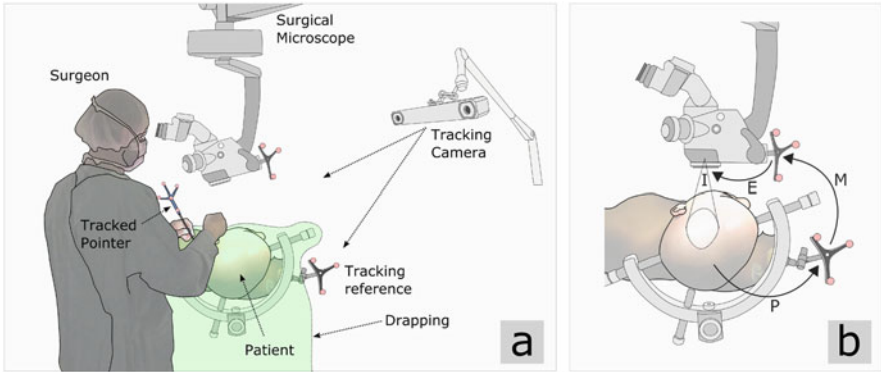 Surgical
Microscope
Surgeon
Tracking
Camera
Tracked
Pointer
Tracking
reference
Drapping
Patient
a
I
E
M
P
b